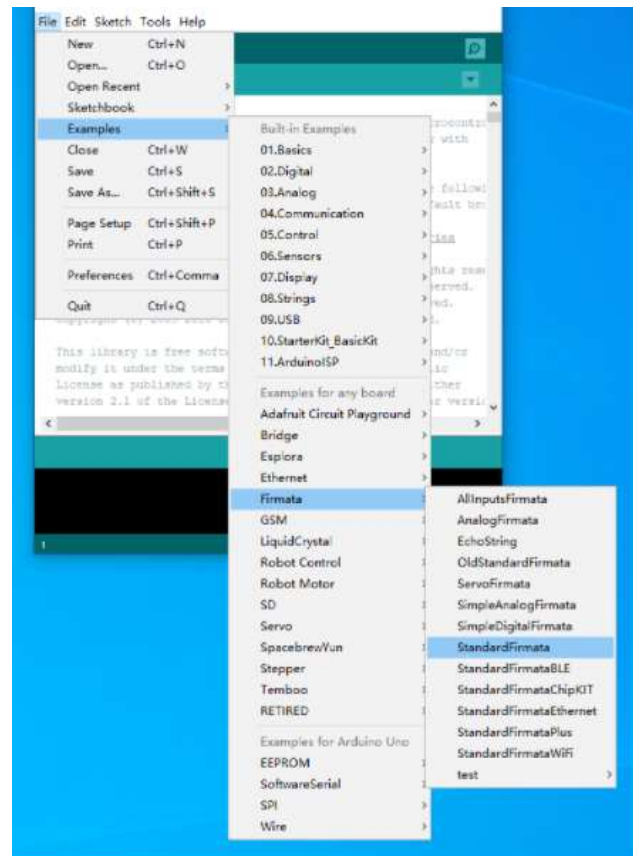 File Edit Sketch Tools Help
New Ctrl+N
Open... Ctrl+O
Open Recent
Sketchbook
Examples
Close Ctrl+W
Save Ctrl+S
Save As... Ctrl+Shift+S
Page Setup Ctrl+Shift+P
Print Ctrl+P
Preferences Ctrl+Comma
Quit Ctrl+Q
Built-in Examples
01.Basics
02.Digital
03.Analog
04.Communication
05.Control
06.Sensors
07.Display
08.Strings
09.USB
10.StarterKit_BasicKit
11.ArduinoISP
Examples for any board
Adafruit Circuit Playground
Bridge
Esplora
Ethernet
Firmata
GSM
LiquidCrystal
Robot Control
Robot Motor
SD
Servo
SpacebrewYun
Stepper
Temboo
RETIRED
Examples for Arduino Uno
EEPROM
SoftwareSerial
SPI
Wire
AllInputsFirmata
AnalogFirmata
EchoString
OldStandardFirmata
ServoFirmata
SimpleAnalogFirmata
SimpleDigitalFirmata
StandardFirmata
StandardFirmataBLE
StandardFirmataChipKIT
StandardFirmataEthernet
StandardFirmataPlus
StandardFirmataWiFi
test
with
This library is free
modify it under the terms
License as published by
version 2.1 of the
1